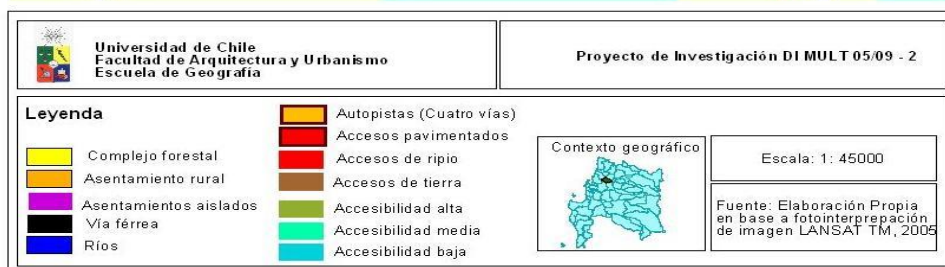 Universidad de Chile
Facultad de Arquitectura y Urbanismo
Escuela de Geografía
Proyecto de Investigación DI MULT 05/09 - 2
Leyenda
Complejo forestal
Asentamiento rural
Asentamientos aislados
Vía férrea
Ríos
Autopistas (Cuatro vías)
Accesos pavimentados
Accesos de ripio
Accesos de tierra
Accesibilidad alta
Accesibilidad media
Accesibilidad baja
Contexto geográfico
Escala: 1: 45000
Fuente: Elaboración Propia
en base a fotointerprepación
de imagen LANSAT TM, 2005